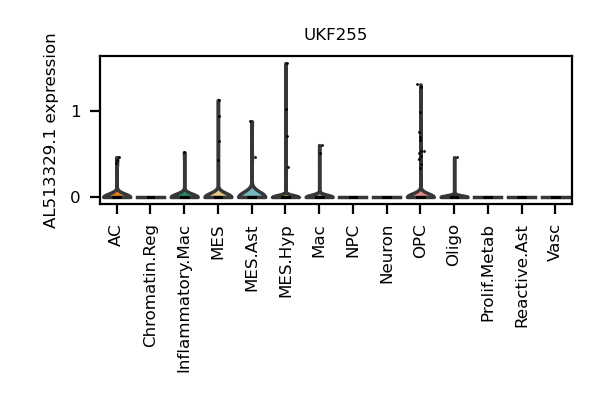 UKF255
AL513329.1 expression
1
0
AC
Chromatin.Reg
Inflammatory.Mac
MES
MES.Ast
MES.Hyp
Mac
NPC
Neuron
OPC
Oligo
Prolif.Metab
Reactive.Ast
Vasc